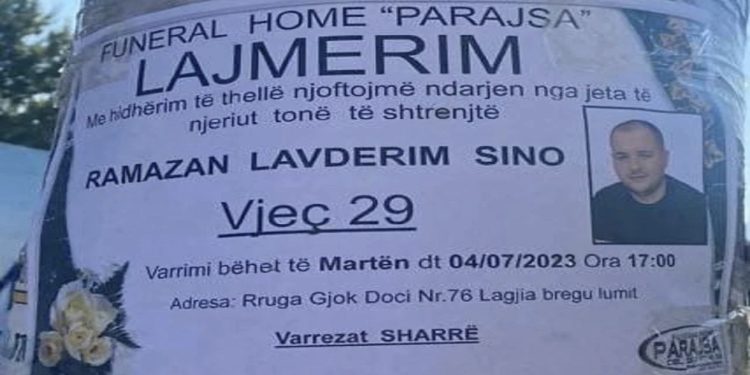 FUNERAL HOME “PARAJSA”
LAJMERIM
Me hidhërim të thellë njoftojmë ndarjen nga jeta të
njeriut tonë të shtrenjtë
RAMAZAN LAVDERIM SINO
Vjeç 29
Varrimi bëhet të Martën dt 04/07/2023 Ora 17:00
Adresa: Rruga Gjok Doci Nr.76 Lagjia bregu lumit
Varrezat SHARRË
PARAJSA